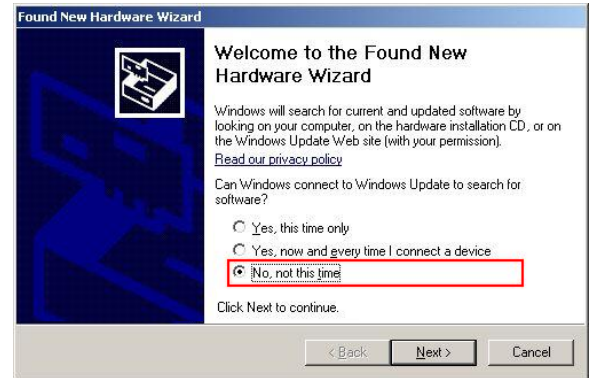 Found New Hardware Wizard
Welcome to the Found New
Hardware Wizard
Windows will search for current and updated software by
looking on your computer, on the hardware installation CD, or on
the Windows Update Web site (with your permission).
Read our privacy policy
Can Windows connect to Windows Update to search for
software?
Yes, this time only
Yes, now and every time I connect a device
No, not this time
Click Next to continue.
< Back
Next >
Cancel